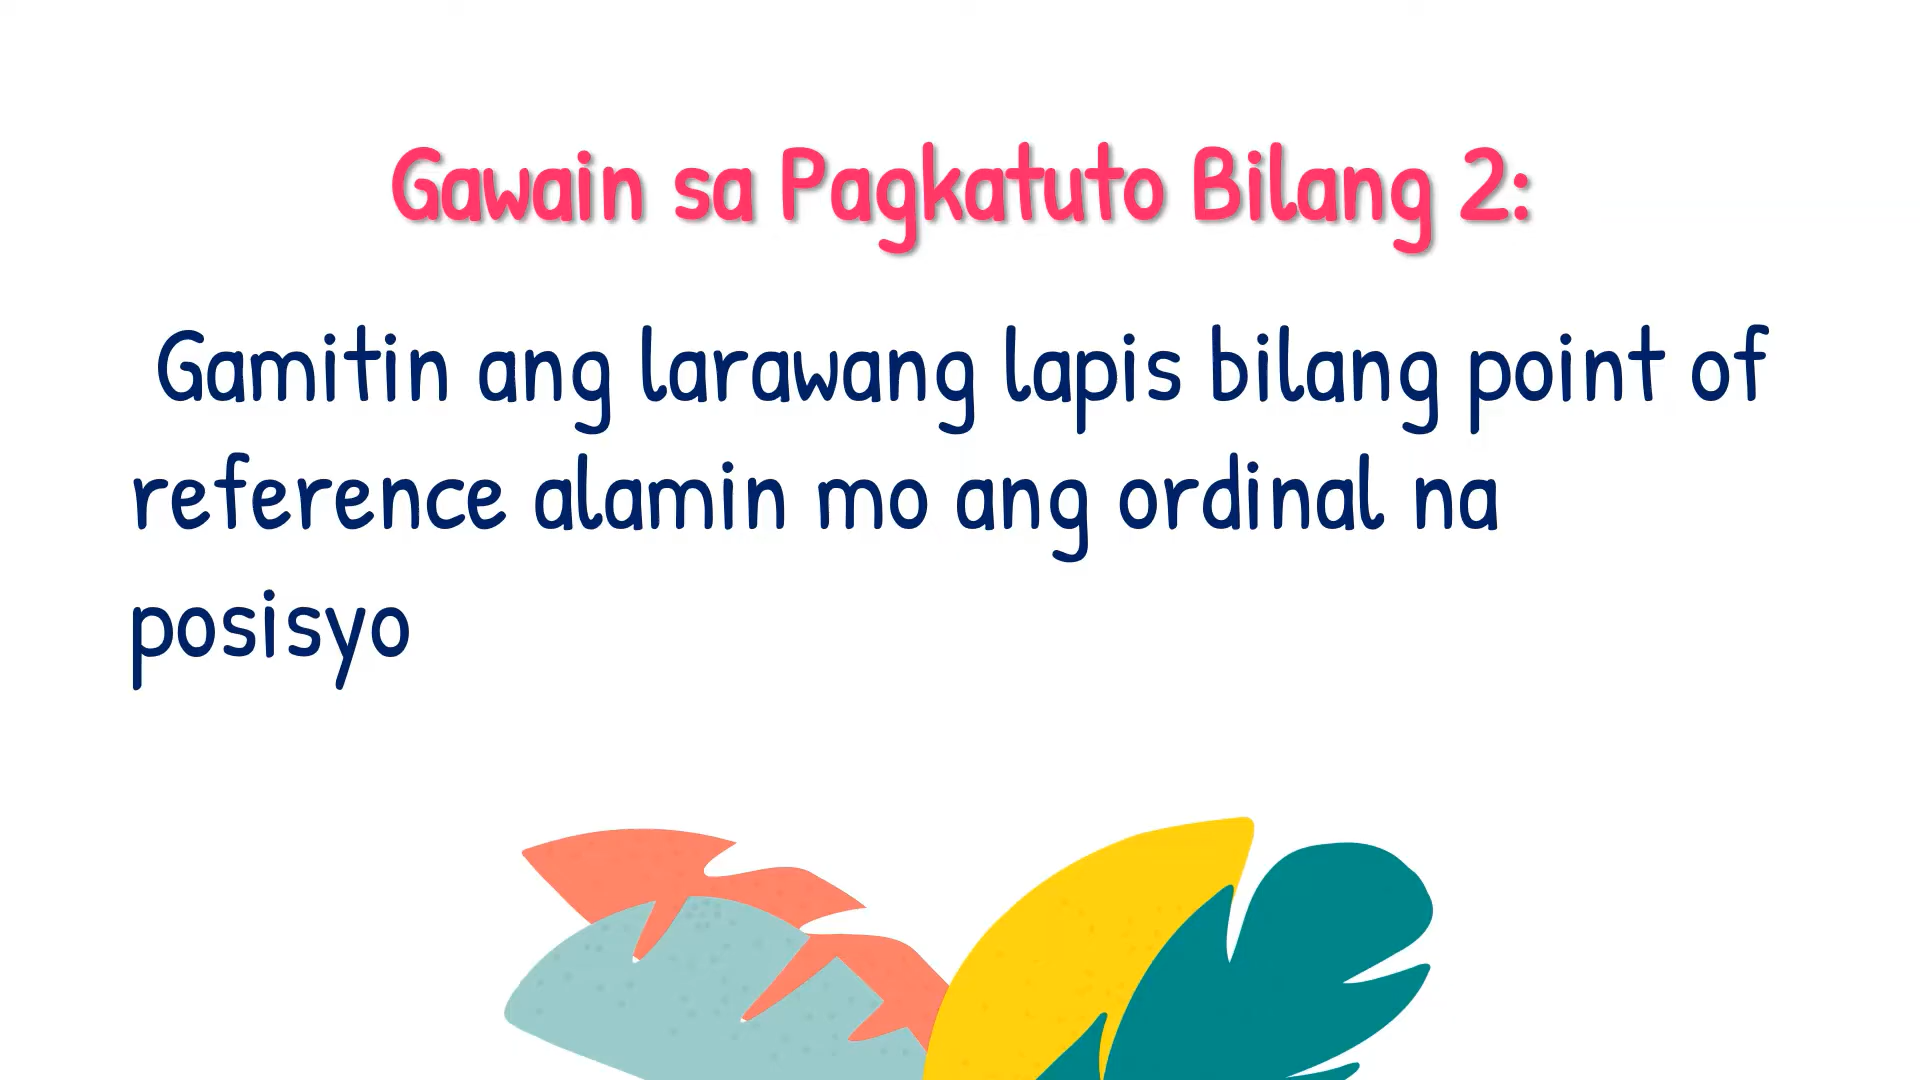 Gawain sa Pagkatuto Bilang 2:
Gamitin ang larawang lapis bilang point of
reference alamin mo ang ordinal na
posisyo